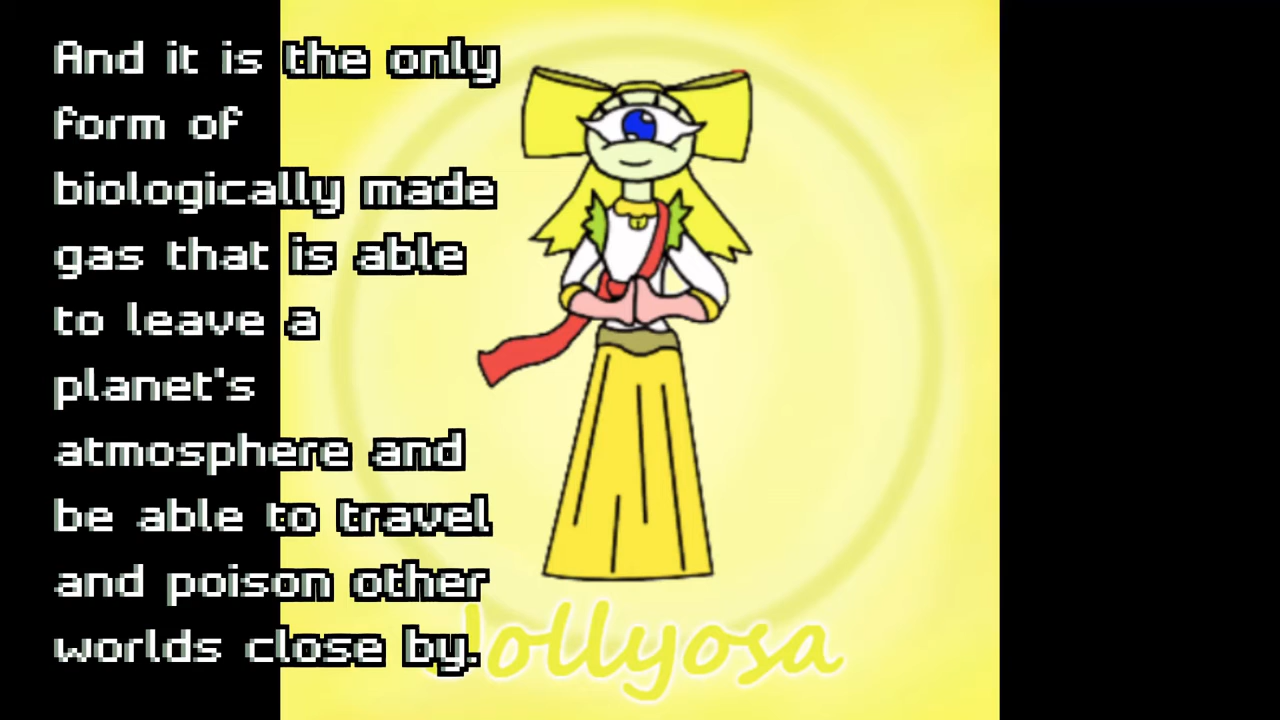 And it is the only
form of
biologically made
gas that is able
to leave a
planet's
atmosphere and
be able to travel
and poison other
worlds close by.
Jollyosa